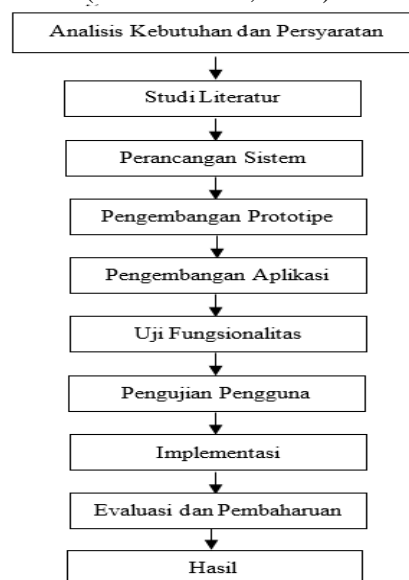 Analisis Kebutuhan dan Persyaratan
Studi Literatur
Perancangan Sistem
Pengembangan Prototipe
Pengembangan Aplikasi
Uji Fungsionalitas
Pengujian Pengguna
Implementasi
Evaluasi dan Pembaharuan
Hasil